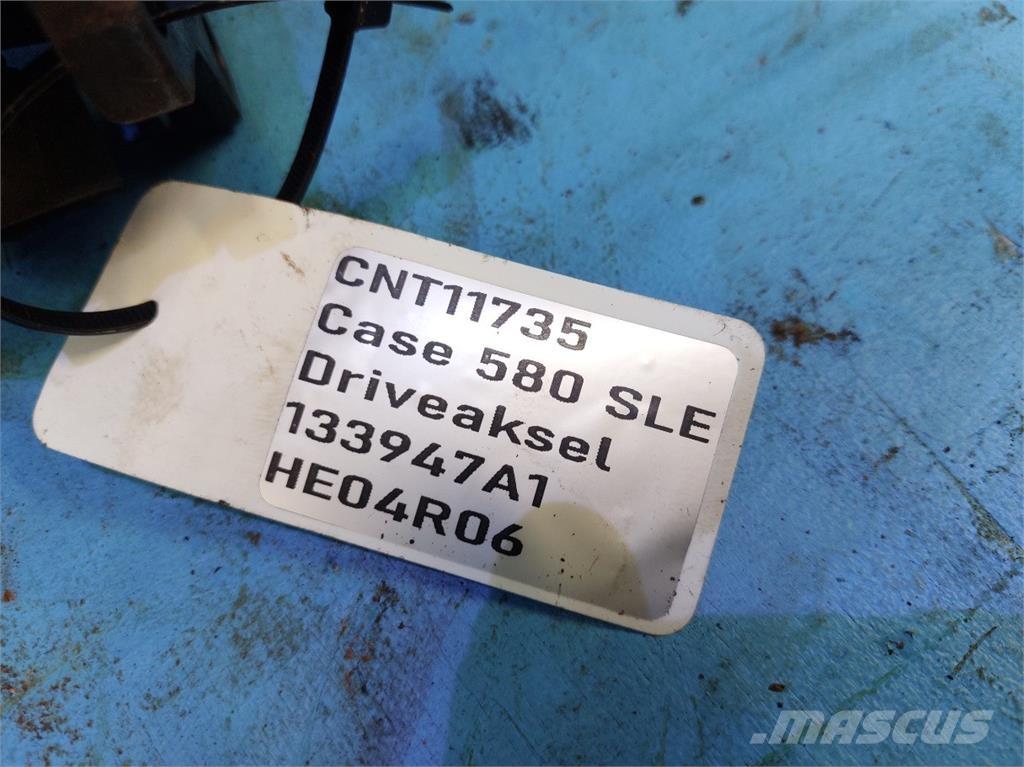 CNT11735
Case 580 SLE
Driveaksel
133947A1
HE04R06
MASCUS